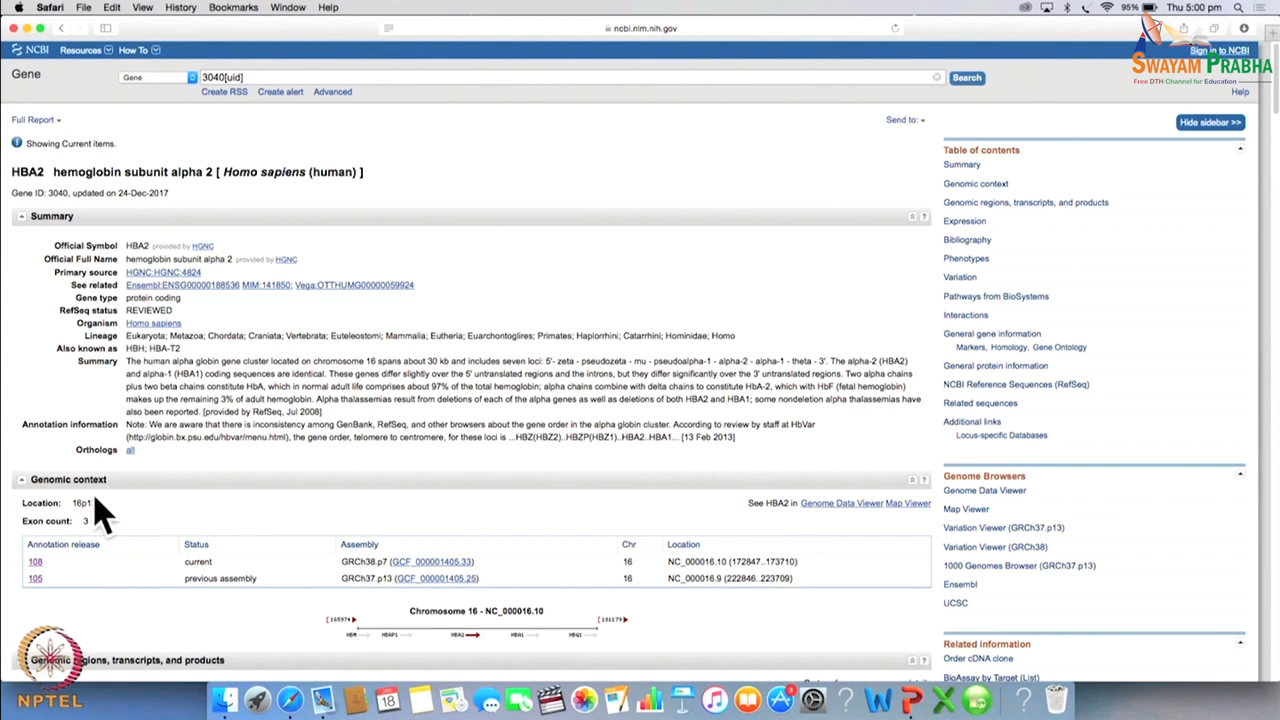 Safari File Edit View History Bookmarks Window Help
95% Thu 5:00 pm
ncbi.nlm.nih.gov
NCBI Resources How To
Sign in to NCBI
SWAYAM PRABHA
Free DTH Channel for Education
Gene
Gene 3040[uid] Search
Create RSS Create alert Advanced
Help
Full Report
Send to:
Hide sidebar >>
Showing Current items.
HBA2 hemoglobin subunit alpha 2 [ Homo sapiens (human) ]
Gene ID: 3040, updated on 24-Dec-2017
Summary
Official Symbol HBA2 provided by HGNC
Official Full Name hemoglobin subunit alpha 2 provided by HGNC
Primary source HGNC:HGNC:4824
See related Ensembl:ENSG00000188536 MIM:141850; Vega:OTTHUMG00000059924
Gene type protein coding
RefSeq status REVIEWED
Organism Homo sapiens
Lineage Eukaryota; Metazoa; Chordata; Craniata; Vertebrata; Euteleostomi; Mammalia; Eutheria; Euarchontoglires; Primates; Haplorrhini; Catarrhini; Hominidae; Homo
Also known as HBH; HBA-T2
Summary The human alpha globin gene cluster located on chromosome 16 spans about 30 kb and includes seven loci: 5'- zeta - pseudozeta - mu - pseudoalpha-1 - alpha-2 - alpha-1 - theta - 3'. The alpha-2 (HBA2)
and alpha-1 (HBA1) coding sequences are identical. These genes differ slightly over the 5' untranslated regions and the introns, but they differ significantly over the 3' untranslated regions. Two alpha chains
plus two beta chains constitute HbA, which in normal adult life comprises about 97% of the total hemoglobin; alpha chains combine with delta chains to constitute HbA-2, which with HbF (fetal hemoglobin)
makes up the remaining 3% of adult hemoglobin. Alpha thalassemias result from deletions of each of the alpha genes as well as deletions of both HBA2 and HBA1; some nondeletion alpha thalassemias have
also been reported. [provided by RefSeq, Jul 2008]
Annotation information Note: We are aware that there is inconsistency among GenBank, RefSeq, and other browsers about the gene order in the alpha globin cluster. According to review by staff at HbVar
(http://globin.bx.psu.edu/hbvar/menu.html), the gene order, telomere to centromere, for these loci is ...HBZ(HBZ2)..HBZP(HBZ1)..HBA2..HBA1... [13 Feb 2013]
Orthologs all
Genomic context
Location: 16p1
See HBA2 in Genome Data Viewer Map Viewer
Exon count: 3
Annotation release Status Assembly Chr Location
108 current GRCh38.p7 (GCF_000001405.33) 16 NC_000016.10 (172847..173710)
105 previous assembly GRCh37.p13 (GCF_000001405.25) 16 NC_000016.9 (222846..223709)
Chromosome 16 - NC_000016.10
[165974 [181179
HBM HBAP1 HBA2 HBA1 HBQ1
Genomic regions, transcripts, and products
Table of contents
Summary
Genomic context
Genomic regions, transcripts, and products
Expression
Bibliography
Phenotypes
Variation
Pathways from BioSystems
Interactions
General gene information
Markers, Homology, Gene Ontology
General protein information
NCBI Reference Sequences (RefSeq)
Related sequences
Additional links
Locus-specific Databases
Genome Browsers
Genome Data Viewer
Map Viewer
Variation Viewer (GRCh37.p13)
Variation Viewer (GRCh38)
1000 Genomes Browser (GRCh37.p13)
Ensembl
UCSC
Related information
Order cDNA clone
BioAssay by Target (List)
NPTEL
18
3